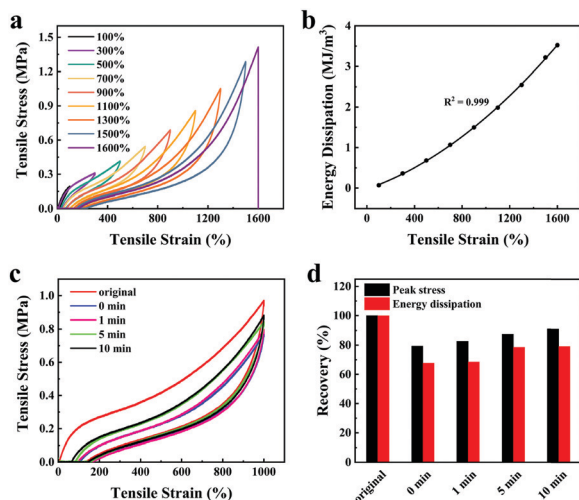 a
Tensile Stress (MPa)
1.5
1.2
0.9
0.6
0.3
0.0
100%
300%
500%
700%
900%
1100%
1300%
1500%
1600%
0 400 800 1200 1600
Tensile Strain (%)
b
Energy Dissipation (MJ/m³)
4
3
2
1
0
R² = 0.999
0 400 800 1200 1600
Tensile Strain (%)
c
Tensile Stress (MPa)
1.0
0.8
0.6
0.4
0.2
0.0
original
0 min
1 min
5 min
10 min
0 200 400 600 800 1000
Tensile Strain (%)
d
Recovery (%)
120
100
80
60
40
20
0
Peak stress
Energy dissipation
original
0 min
1 min
5 min
10 min